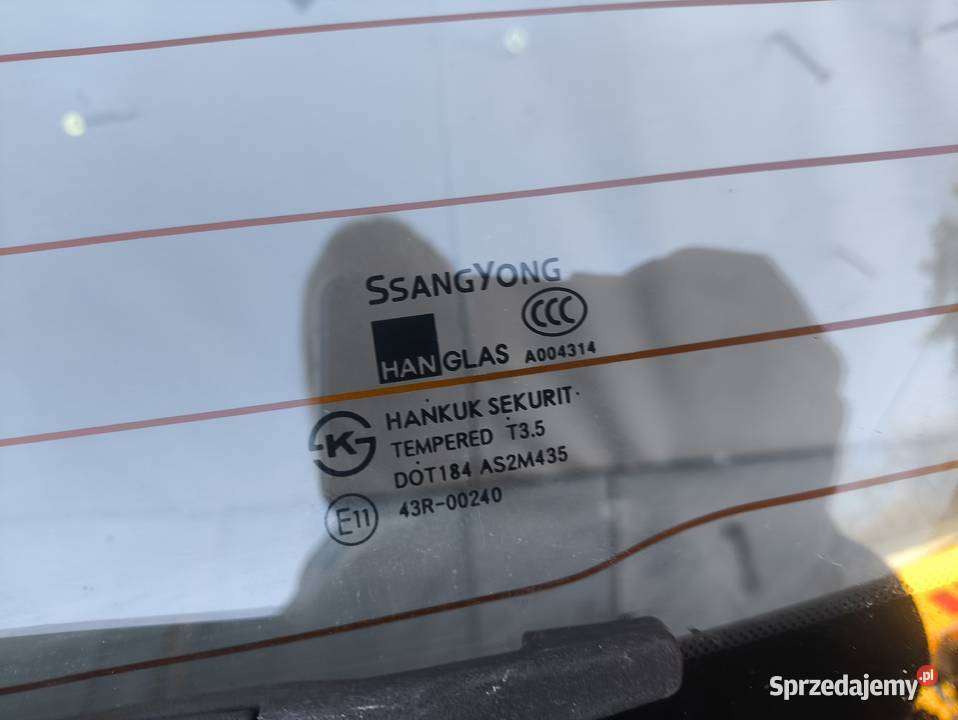 SSANGYONG
CCC
HANGLAS A004314
HANKUK SEKURIT
K
TEMPERED T3.5
DOT184 AS2M435
E11 43R-00240
Sprzedajemy.pl